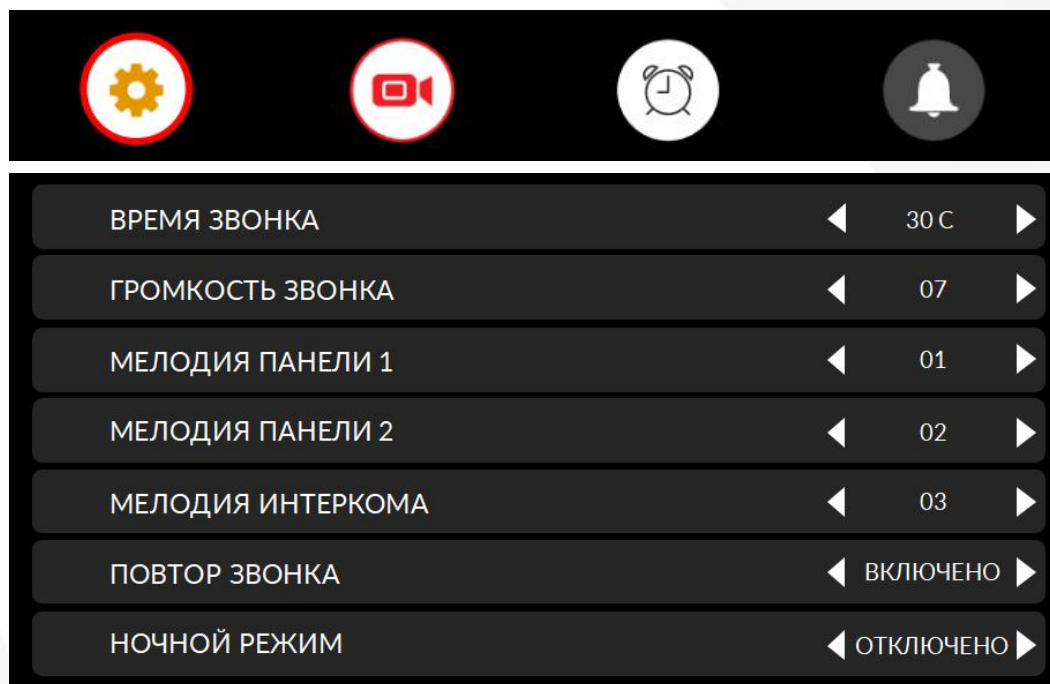 ВРЕМЯ ЗВОНКА 30 С
ГРОМКОСТЬ ЗВОНКА 07
МЕЛОДИЯ ПАНЕЛИ 1 01
МЕЛОДИЯ ПАНЕЛИ 2 02
МЕЛОДИЯ ИНТЕРКОМА 03
ПОВТОР ЗВОНКА ВКЛЮЧЕНО
НОЧНОЙ РЕЖИМ ОТКЛЮЧЕНО